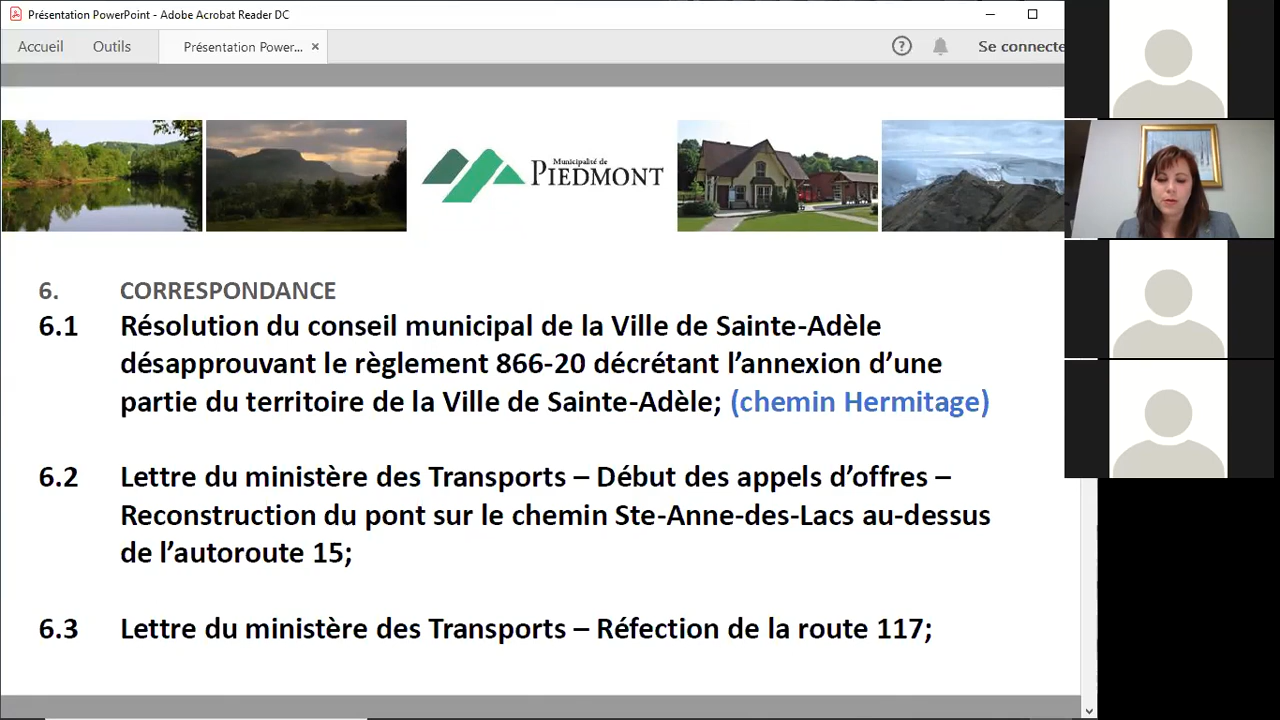 Présentation PowerPoint - Adobe Acrobat Reader DC
Accueil
Outils
Présentation Power...
Se connecte
Municipalité de
PIEDMONT
6. CORRESPONDANCE
6.1 Résolution du conseil municipal de la Ville de Sainte-Adèle
désapprouvant le règlement 866-20 décrétant l’annexion d’une
partie du territoire de la Ville de Sainte-Adèle; (chemin Hermitage)
6.2 Lettre du ministère des Transports – Début des appels d’offres –
Reconstruction du pont sur le chemin Ste-Anne-des-Lacs au-dessus
de l’autoroute 15;
6.3 Lettre du ministère des Transports – Réfection de la route 117;